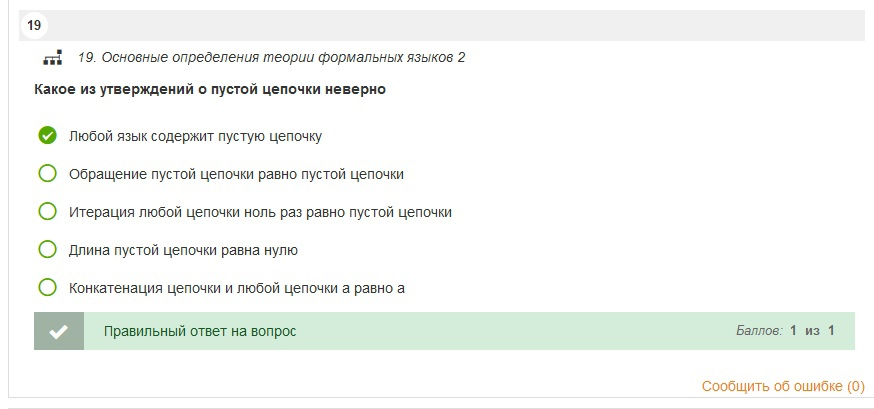 19
19. Основные определения теории формальных языков 2
Какое из утверждений о пустой цепочки неверно
Любой язык содержит пустую цепочку
Обращение пустой цепочки равно пустой цепочки
Итерация любой цепочки ноль раз равно пустой цепочки
Длина пустой цепочки равна нулю
Конкатенация цепочки и любой цепочки a равно a
Правильный ответ на вопрос Баллов: 1 из 1
Сообщить об ошибке (0)